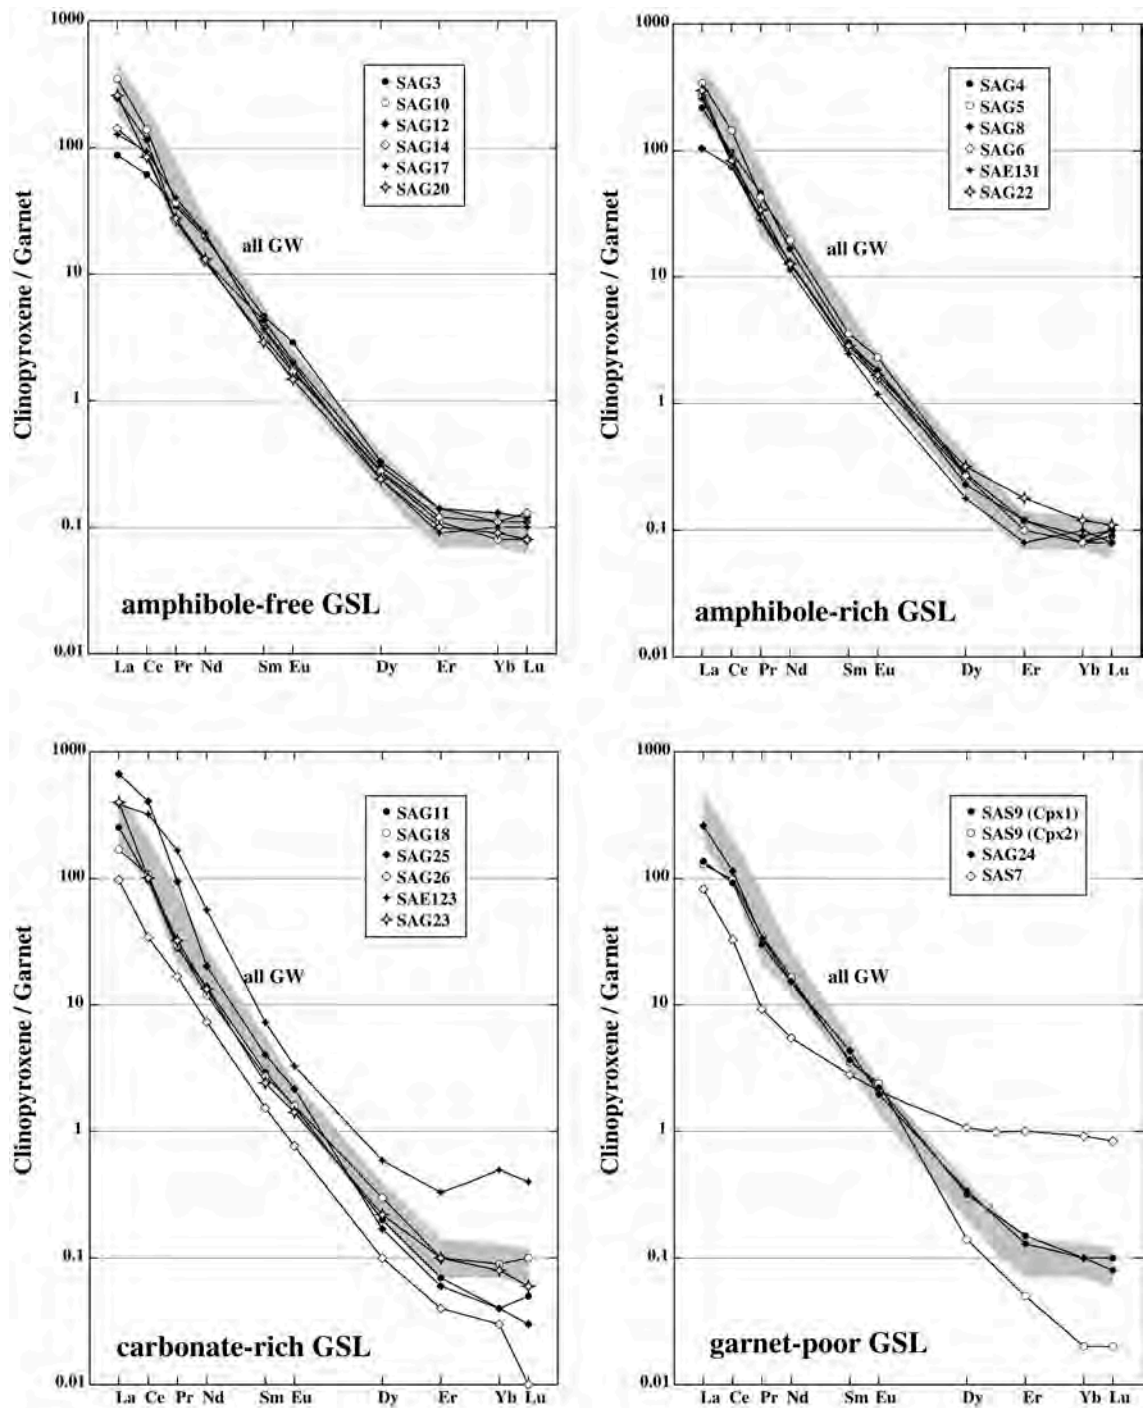 Clinopyroxene / Garnet
1000
100
10
1
0.1
0.01
SAG3
SAG10
SAG12
SAG14
SAG17
SAG20
all GW
amphibole-free GSL
La Ce Pr Nd Sm Eu Dy Er Yb Lu
Clinopyroxene / Garnet
1000
100
10
1
0.1
0.01
SAG4
SAG5
SAG8
SAG6
SAE131
SAG22
all GW
amphibole-rich GSL
La Ce Pr Nd Sm Eu Dy Er Yb Lu
Clinopyroxene / Garnet
1000
100
10
1
0.1
0.01
SAG11
SAG18
SAG25
SAG26
SAE123
SAG23
all GW
carbonate-rich GSL
La Ce Pr Nd Sm Eu Dy Er Yb Lu
Clinopyroxene / Garnet
1000
100
10
1
0.1
0.01
SAS9 (Cpx1)
SAS9 (Cpx2)
SAG24
SAS7
all GW
garnet-poor GSL
La Ce Pr Nd Sm Eu Dy Er Yb Lu